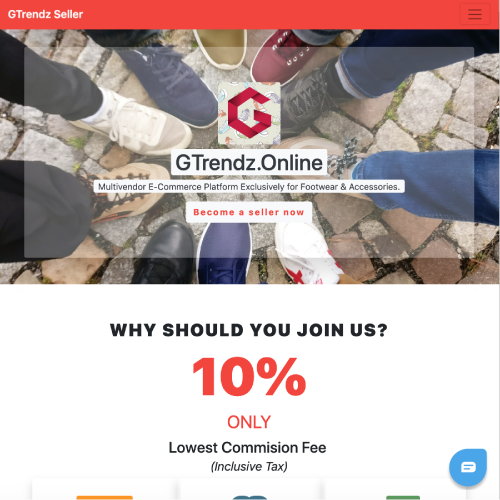 GTrendz Seller
GTrendz.Online
Multivendor E-Commerce Platform Exclusively for Footwear & Accessories.
Become a seller now
WHY SHOULD YOU JOIN US?
10%
ONLY
Lowest Commision Fee
(Inclusive Tax)